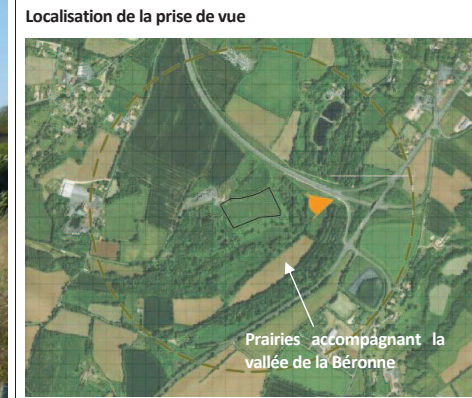 Localisation de la prise de vue
Prairies accompagnant la
vallée de la Béronne